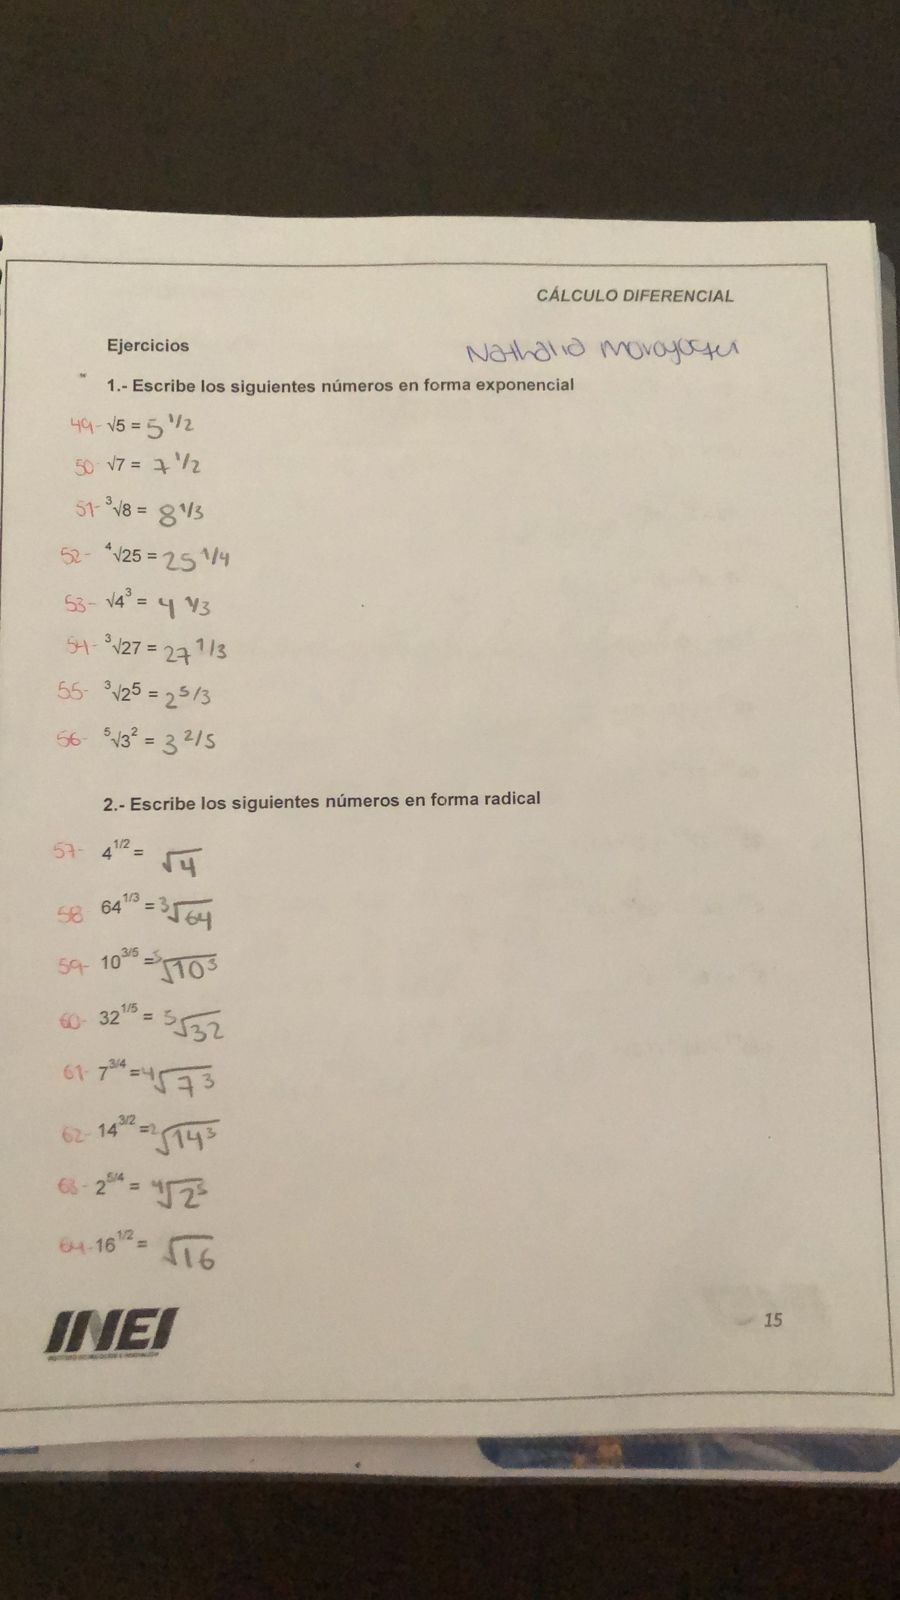 CÁLCULO DIFERENCIAL
Ejercicios
Nathalia Moroyoqui
1.- Escribe los siguientes números en forma exponencial
49- √5 = 5 1/2
50- √7 = 7 1/2
51- ³√8 = 8 1/3
52- ⁴√25 = 25 1/4
53- √4³ = 4 1/3
54- ³√27 = 27 1/3
55- ³√2⁵ = 2 5/3
56- ⁵√3² = 3 2/5
2.- Escribe los siguientes números en forma radical
57- 4^1/2 = √4
58 64^1/3 = ³√64
59- 10^3/5 = ⁵√10³
60- 32^1/5 = ⁵√32
61- 7^3/4 = ⁴√7³
62- 14^3/2 = ²√14³
63- 2^5/4 = ⁴√2⁵
64- 16^1/2 = √16
INEI
15